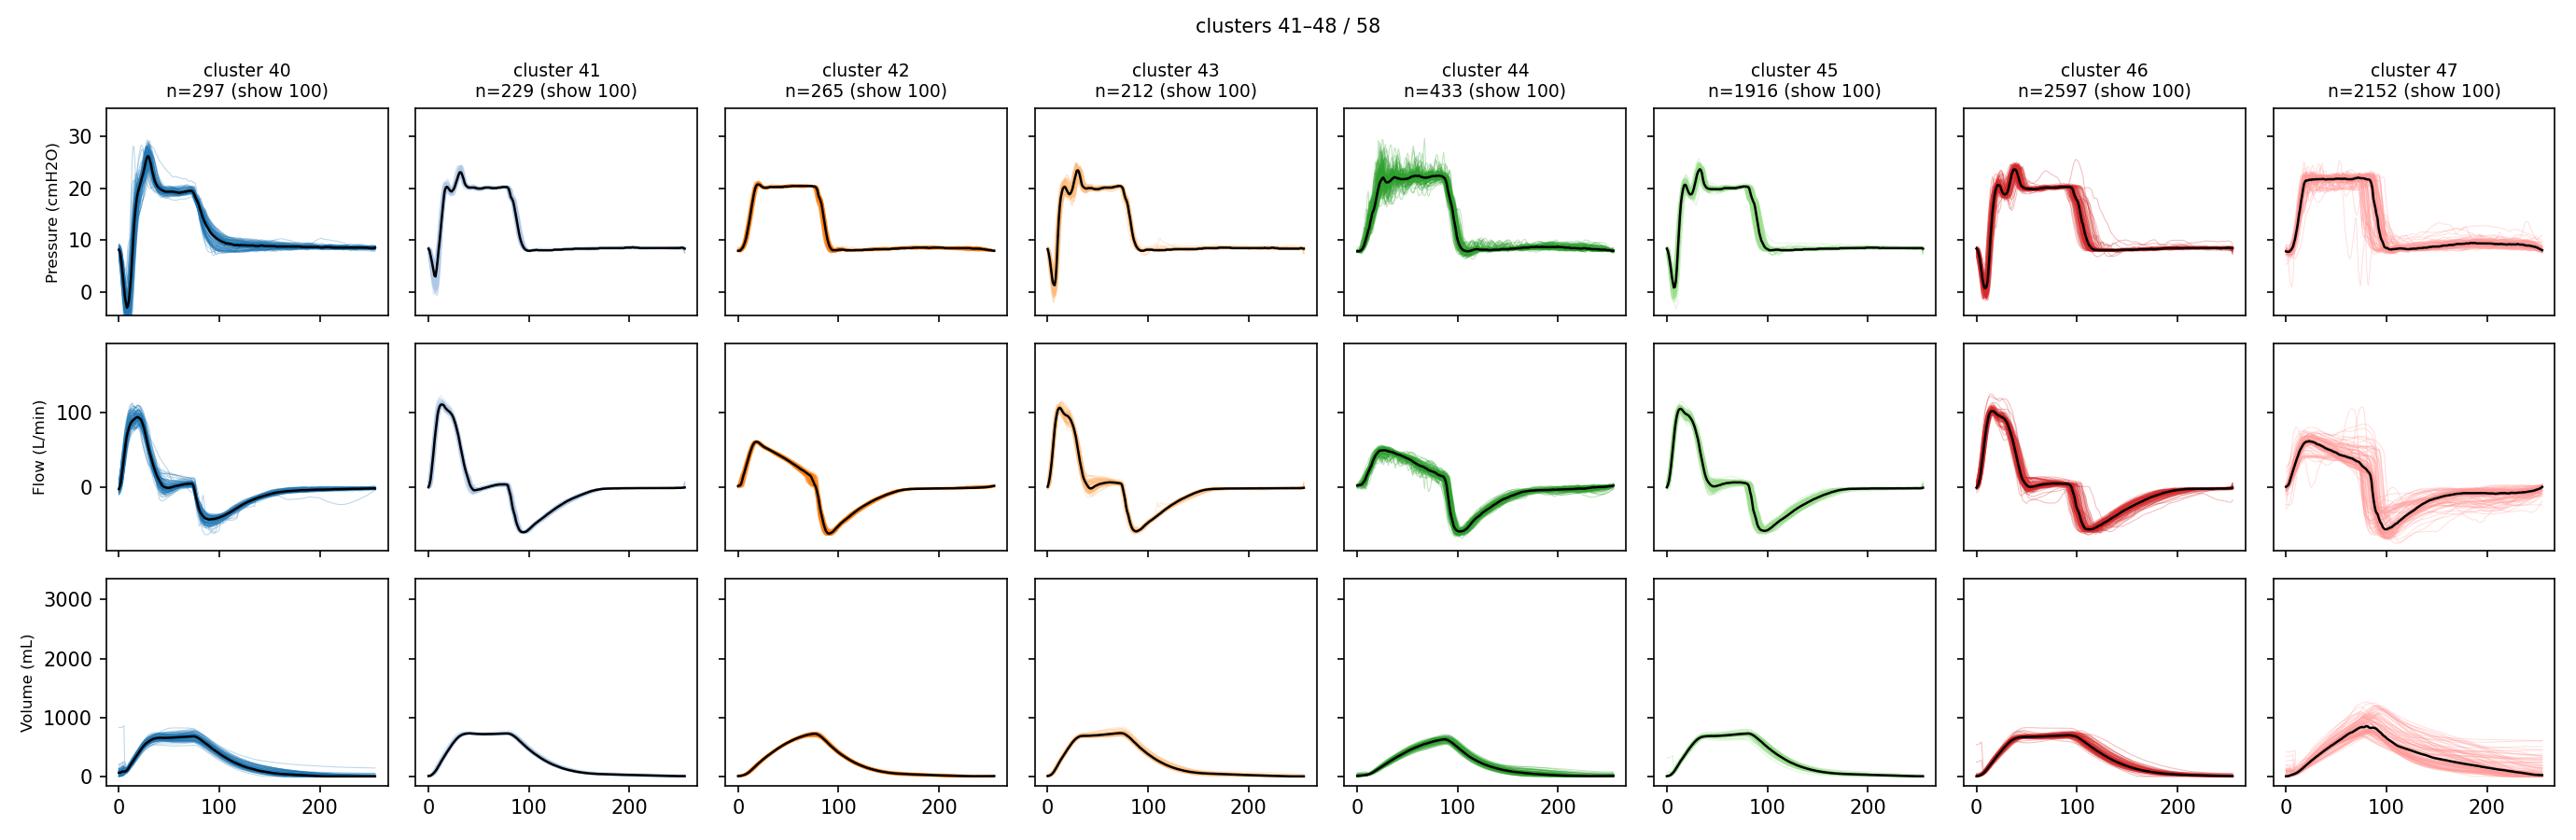 clusters 41–48 / 58
cluster 40
n=297 (show 100)
cluster 41
n=229 (show 100)
cluster 42
n=265 (show 100)
cluster 43
n=212 (show 100)
cluster 44
n=433 (show 100)
cluster 45
n=1916 (show 100)
cluster 46
n=2597 (show 100)
cluster 47
n=2152 (show 100)
Pressure (cmH2O)
30
20
10
0
Flow (L/min)
100
0
Volume (mL)
3000
2000
1000
0
0 100 200
0 100 200
0 100 200
0 100 200
0 100 200
0 100 200
0 100 200
0 100 200